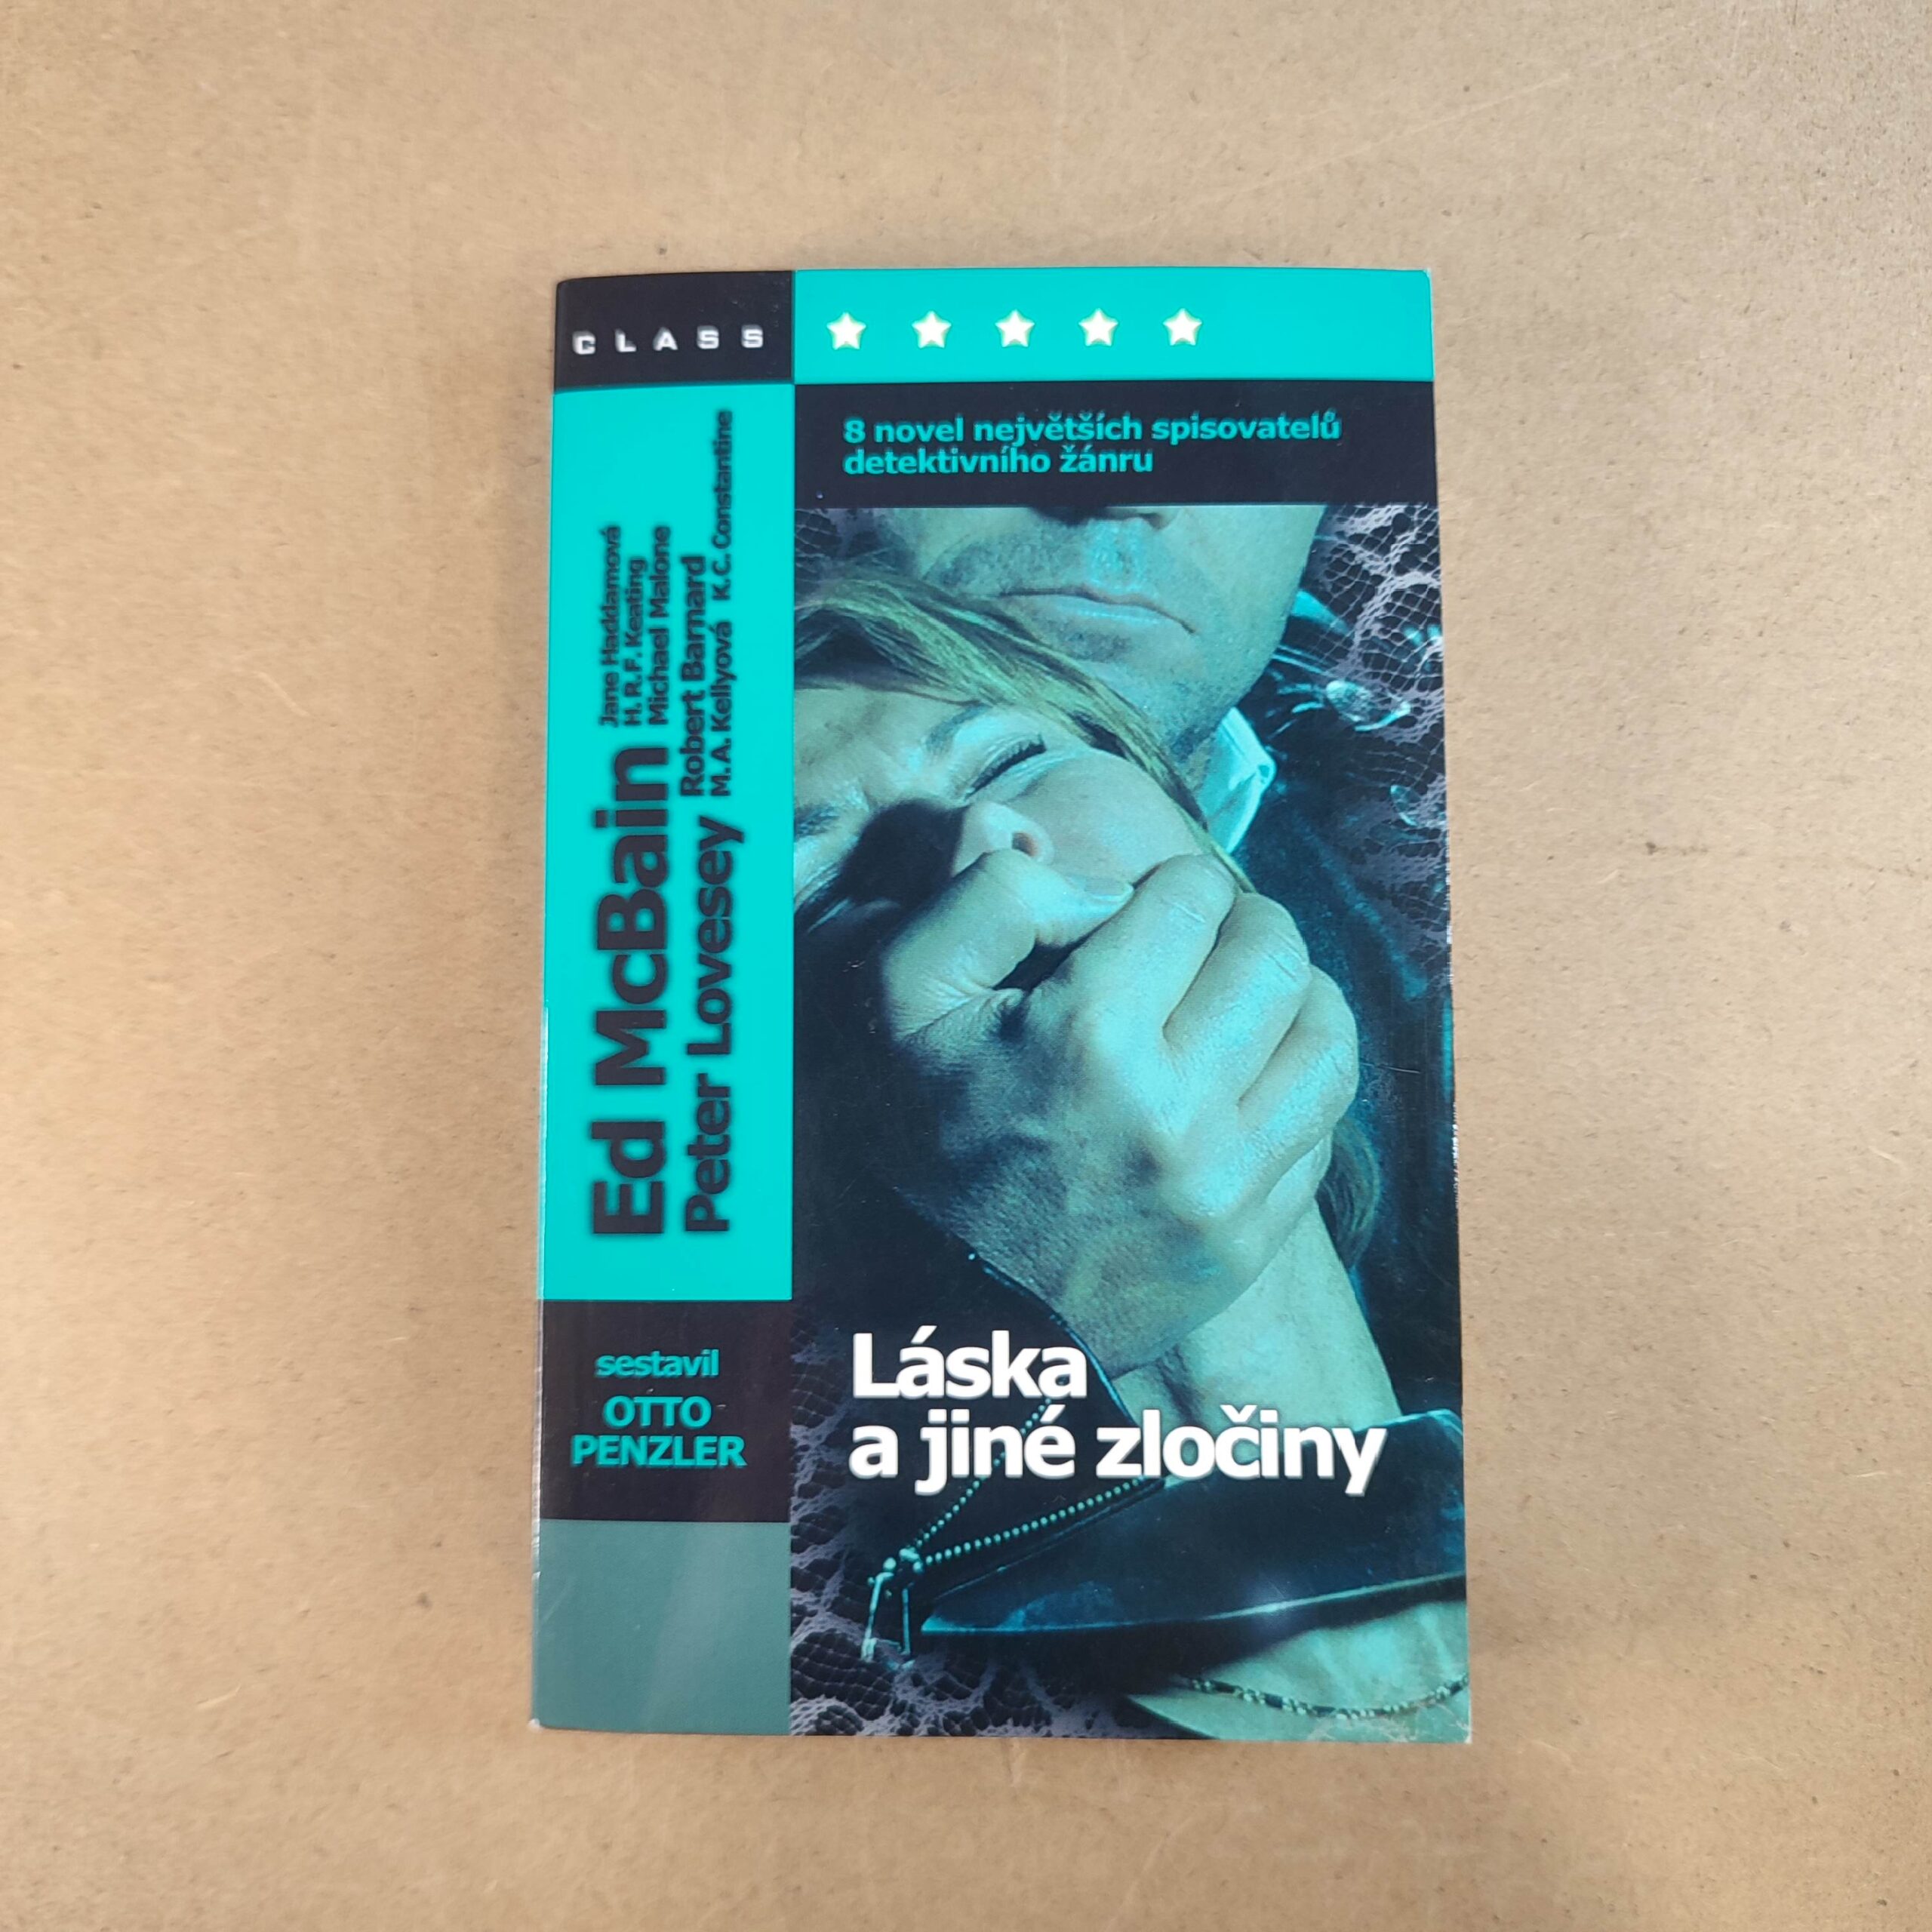 CLASS
8 novel největších spisovatelů
detektivního žánru
Ed McBain
Jane Haddamová
H. R. F. Keating
Michael Malone
Peter Lovesey
Robert Barnard
M. A. Kellyová K. C. Constantine
sestavil
OTTO
PENZLER
Láska
a jiné zločiny